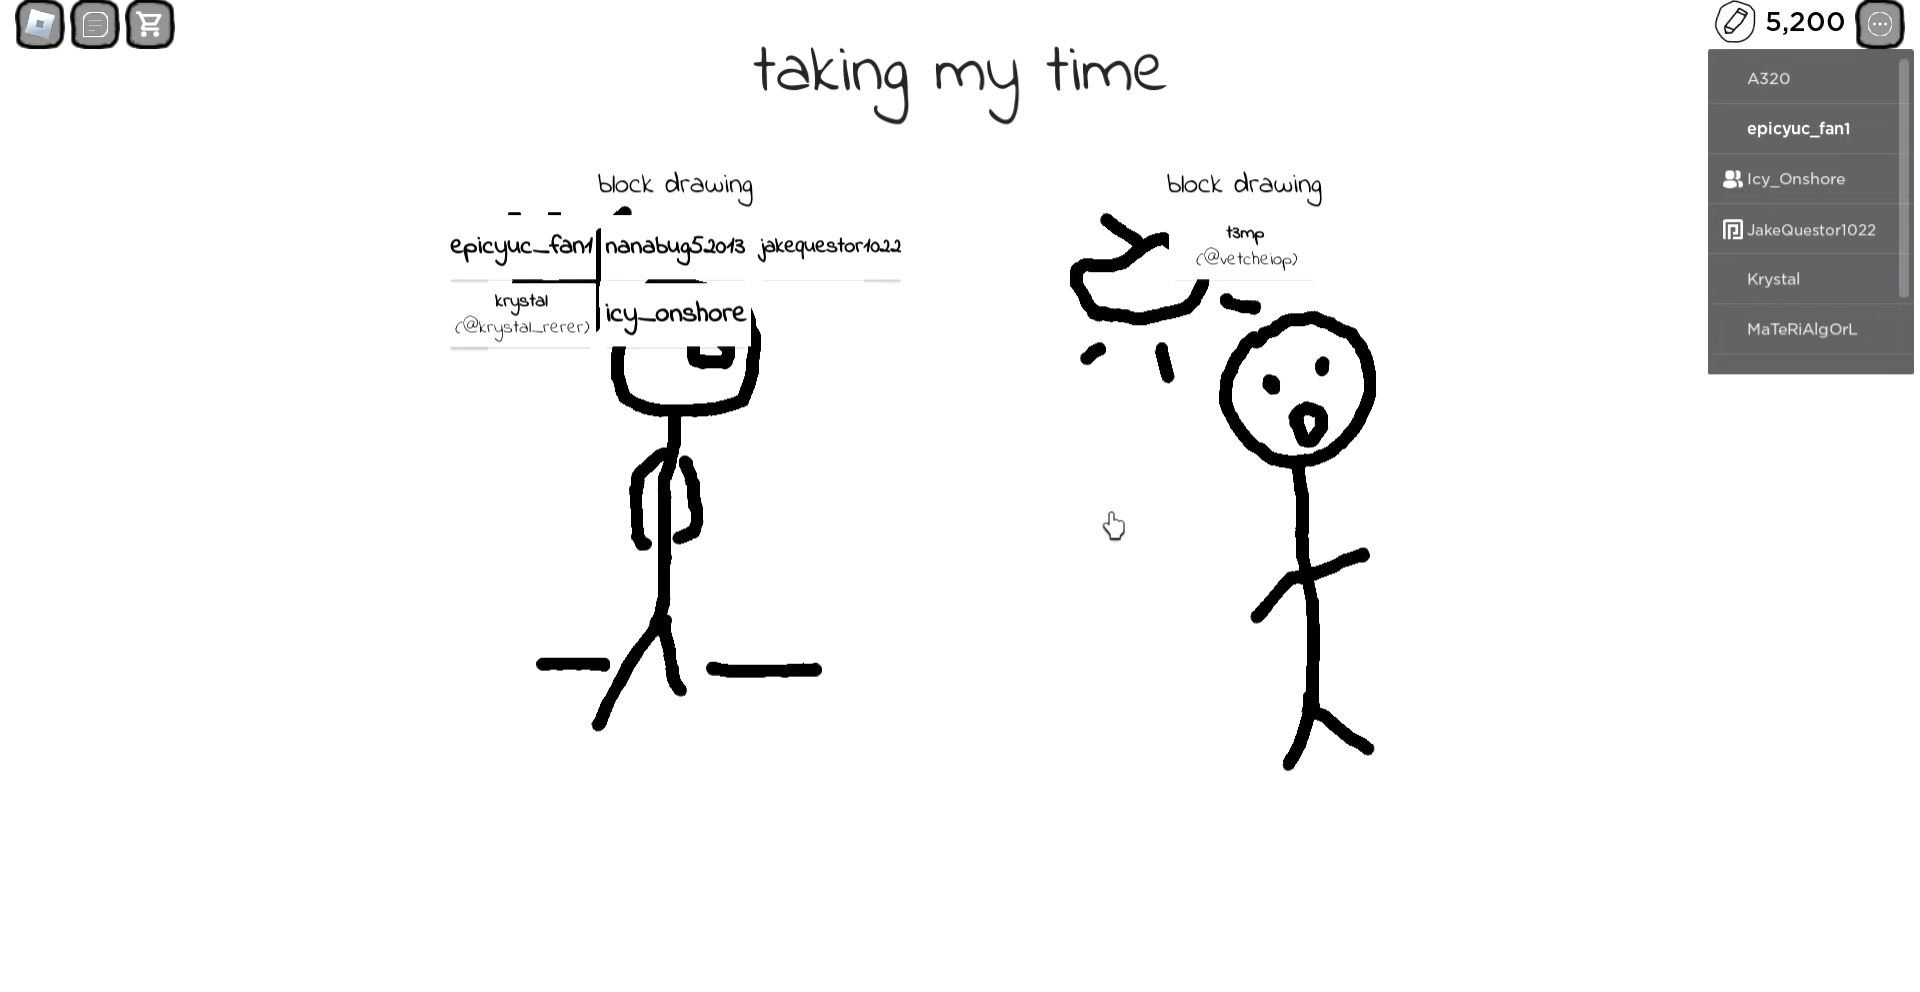 5,200
taking my time
A320
epicyuc_fan1
Icy_Onshore
JakeQuestor1022
Krystal
MaTeRiAlgOrL
block drawing
epicyuc_fan1 nanabug52013 jakequestor1022
krystal
(@krystal_rerer)
icy_onshore
block drawing
t3mp
(@vetcheiop)